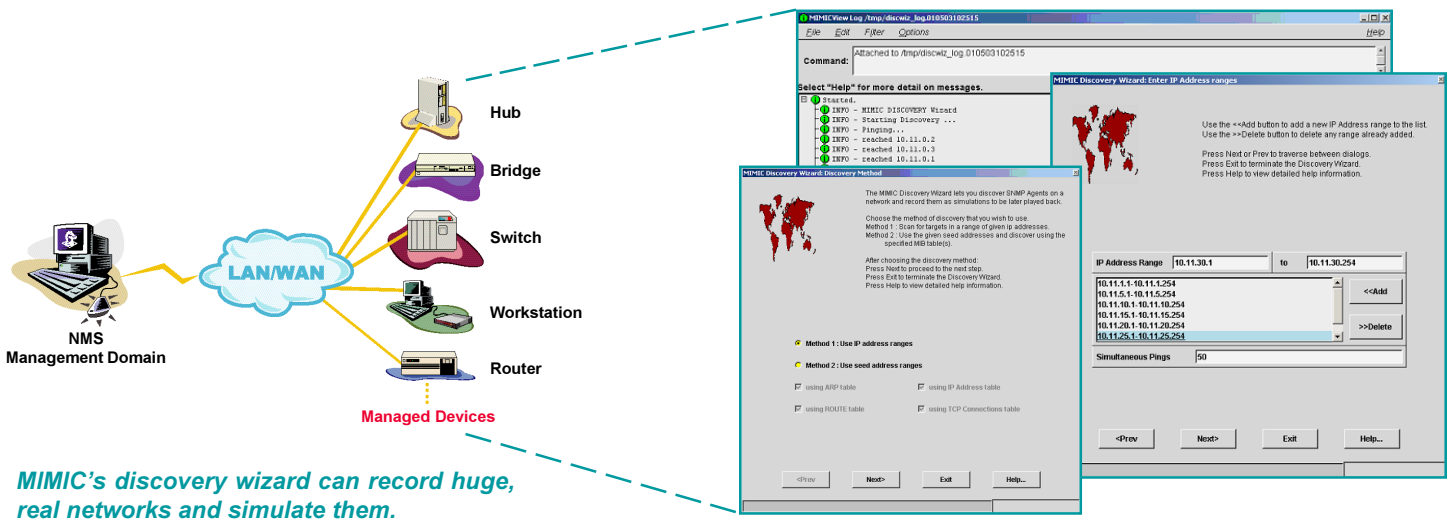 Hub
Bridge
Switch
Workstation
Router
LAN/WAN
NMS
Management Domain
Managed Devices
MIMIC's discovery wizard can record huge,
real networks and simulate them.
MIMICView Log /tmp/discwiz_log.010503102515
File Edit Filter Options Help
Command: Attached to /tmp/discwiz_log.010503102515
Select "Help" for more detail on messages.
Started.
INFO - MIMIC DISCOVERY Wizard
INFO - Starting Discovery ...
INFO - Pinging...
INFO - reached 10.11.0.2
INFO - reached 10.11.0.3
INFO - reached 10.11.0.1
MIMIC Discovery Wizard: Discovery Method
The MIMIC Discovery Wizard lets you discover SNMP Agents on a
network and record them as simulations to be later played back.
Choose the method of discovery that you wish to use.
Method 1 : Scan for targets in a range of given ip addresses.
Method 2 : Use the given seed addresses and discover using the
specified MIB table(s).
After choosing the discovery method:
Press Next to proceed to the next step.
Press Exit to terminate the Discovery Wizard.
Press Help to view detailed help information.
Method 1 : Use IP address ranges
Method 2 : Use seed address ranges
using ARP table using IP Address table
using ROUTE table using TCP Connections table
<Prev Next> Exit Help...
MIMIC Discovery Wizard: Enter IP Address ranges
Use the <<Add button to add a new IP Address range to the list.
Use the >>Delete button to delete any range already added.
Press Next or Prev to traverse between dialogs.
Press Exit to terminate the Discovery Wizard.
Press Help to view detailed help information.
IP Address Range 10.11.30.1 to 10.11.30.254
10.11.5.1-10.11.1.254
10.11.5.1-10.11.5.254
10.11.10.1-10.11.10.254
10.11.15.1-10.11.15.254
10.11.20.1-10.11.20.254
10.11.25.1-10.11.25.254
<<Add
>>Delete
Simultaneous Pings 50
<Prev Next> Exit Help...